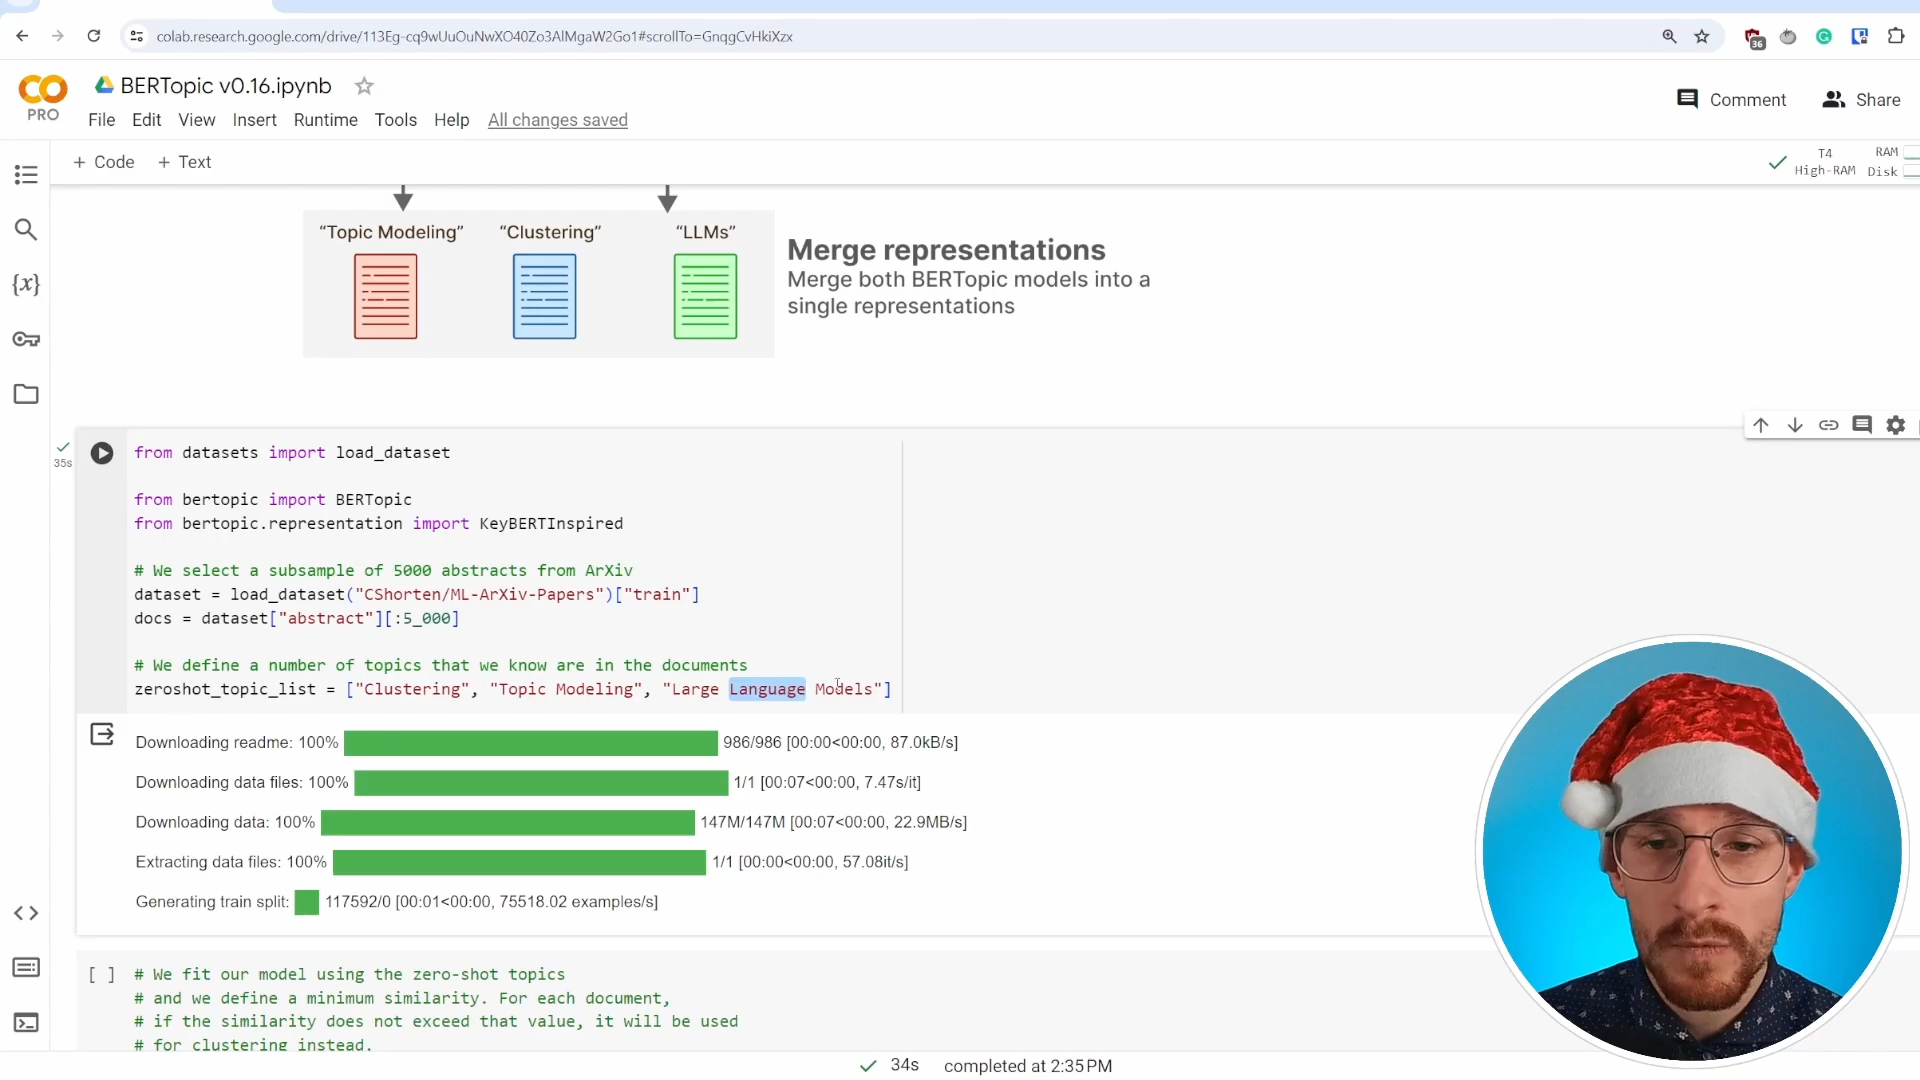 colab.research.google.com/drive/113Eg-cq9wUuOuNwXO40Zo3AlMgaW2Go1#scrollTo=GnqgCvHkiXzx
36
PRO
BERTopic v0.16.ipynb
Comment
Share
File Edit View Insert Runtime Tools Help All changes saved
+ Code + Text
T4
High-RAM
RAM
Disk
“Topic Modeling” “Clustering” “LLMs”
Merge representations
Merge both BERTopic models into a
single representations
35s
from datasets import load_dataset
from bertopic import BERTopic
from bertopic.representation import KeyBERTInspired
# We select a subsample of 5000 abstracts from ArXiv
dataset = load_dataset("CShorten/ML-ArXiv-Papers")["train"]
docs = dataset["abstract"][:5_000]
# We define a number of topics that we know are in the documents
zeroshot_topic_list = ["Clustering", "Topic Modeling", "Large Language Models"]
Downloading readme: 100% 986/986 [00:00<00:00, 87.0kB/s]
Downloading data files: 100% 1/1 [00:07<00:00, 7.47s/it]
Downloading data: 100% 147M/147M [00:07<00:00, 22.9MB/s]
Extracting data files: 100% 1/1 [00:00<00:00, 57.08it/s]
Generating train split: 117592/0 [00:01<00:00, 75518.02 examples/s]
[ ] # We fit our model using the zero-shot topics
# and we define a minimum similarity. For each document,
# if the similarity does not exceed that value, it will be used
# for clustering instead.
34s completed at 2:35 PM